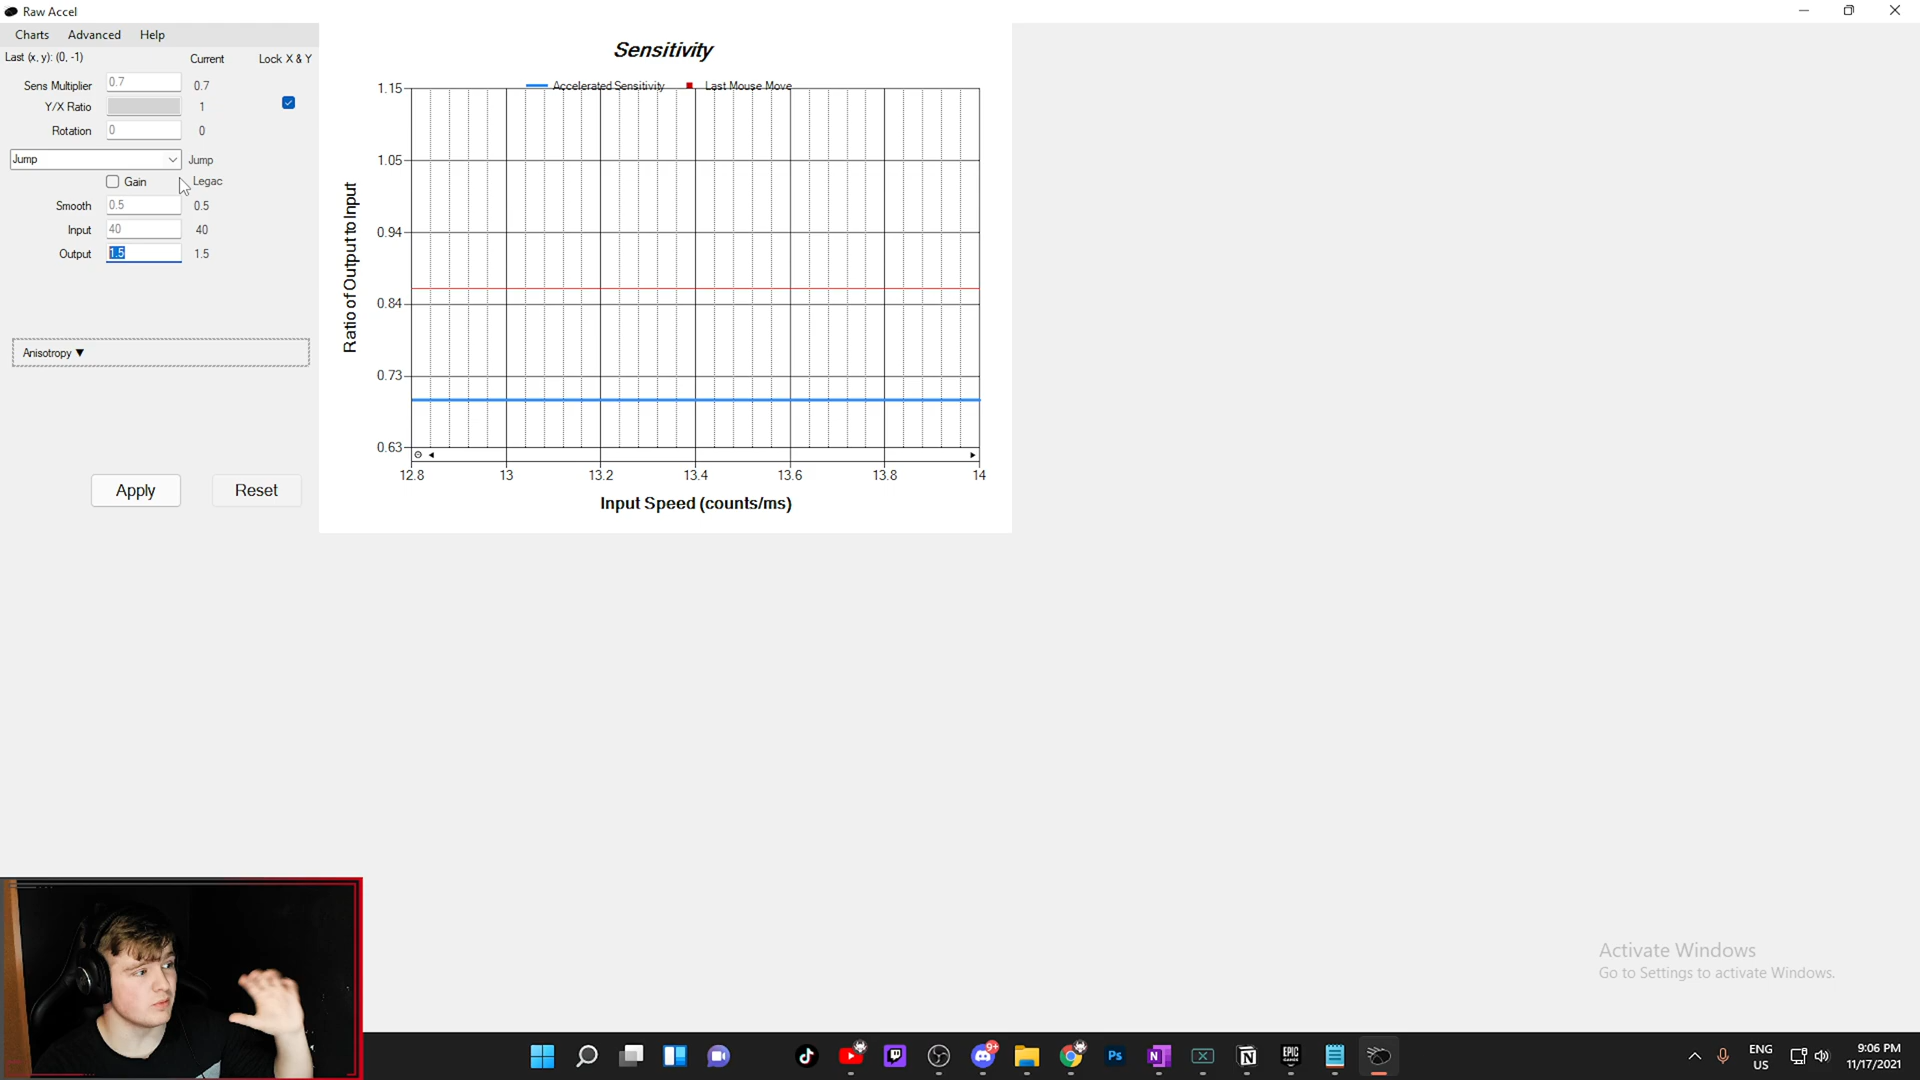 Raw Accel
Charts Advanced Help
Last (x, y): (0, -1)
Current
Lock X & Y
Sens Multiplier 0.7 0.7
Y/X Ratio 1
Rotation 0 0
Jump Jump
Gain Legac
Smooth 0.5 0.5
Input 40 40
Output 1.5 1.5
Anisotropy ▼
Apply Reset
Sensitivity
Accelerated Sensitivity Last Mouse Move
Ratio of Output to Input
1.15
1.05
0.94
0.84
0.73
0.63
12.8 13 13.2 13.4 13.6 13.8 14
Input Speed (counts/ms)
Activate Windows
Go to Settings to activate Windows.
9+
Ps
N
X
N
EPIC
GAMES
ENG
US
9:06 PM
11/17/2021